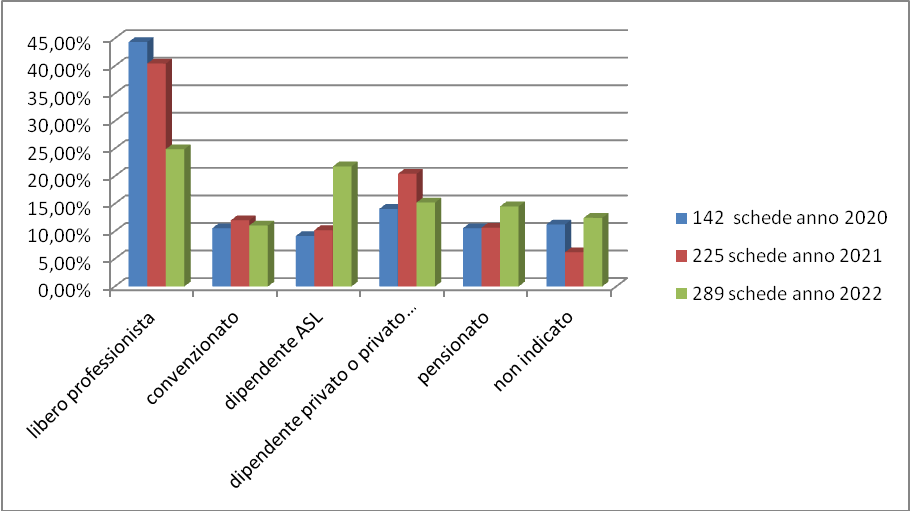 45,00%
40,00%
35,00%
30,00%
25,00%
20,00%
15,00%
10,00%
5,00%
0,00%
libero professionista
convenzionato
dipendente ASL
dipendente privato o privato...
pensionato
non indicato
142 schede anno 2020
225 schede anno 2021
289 schede anno 2022